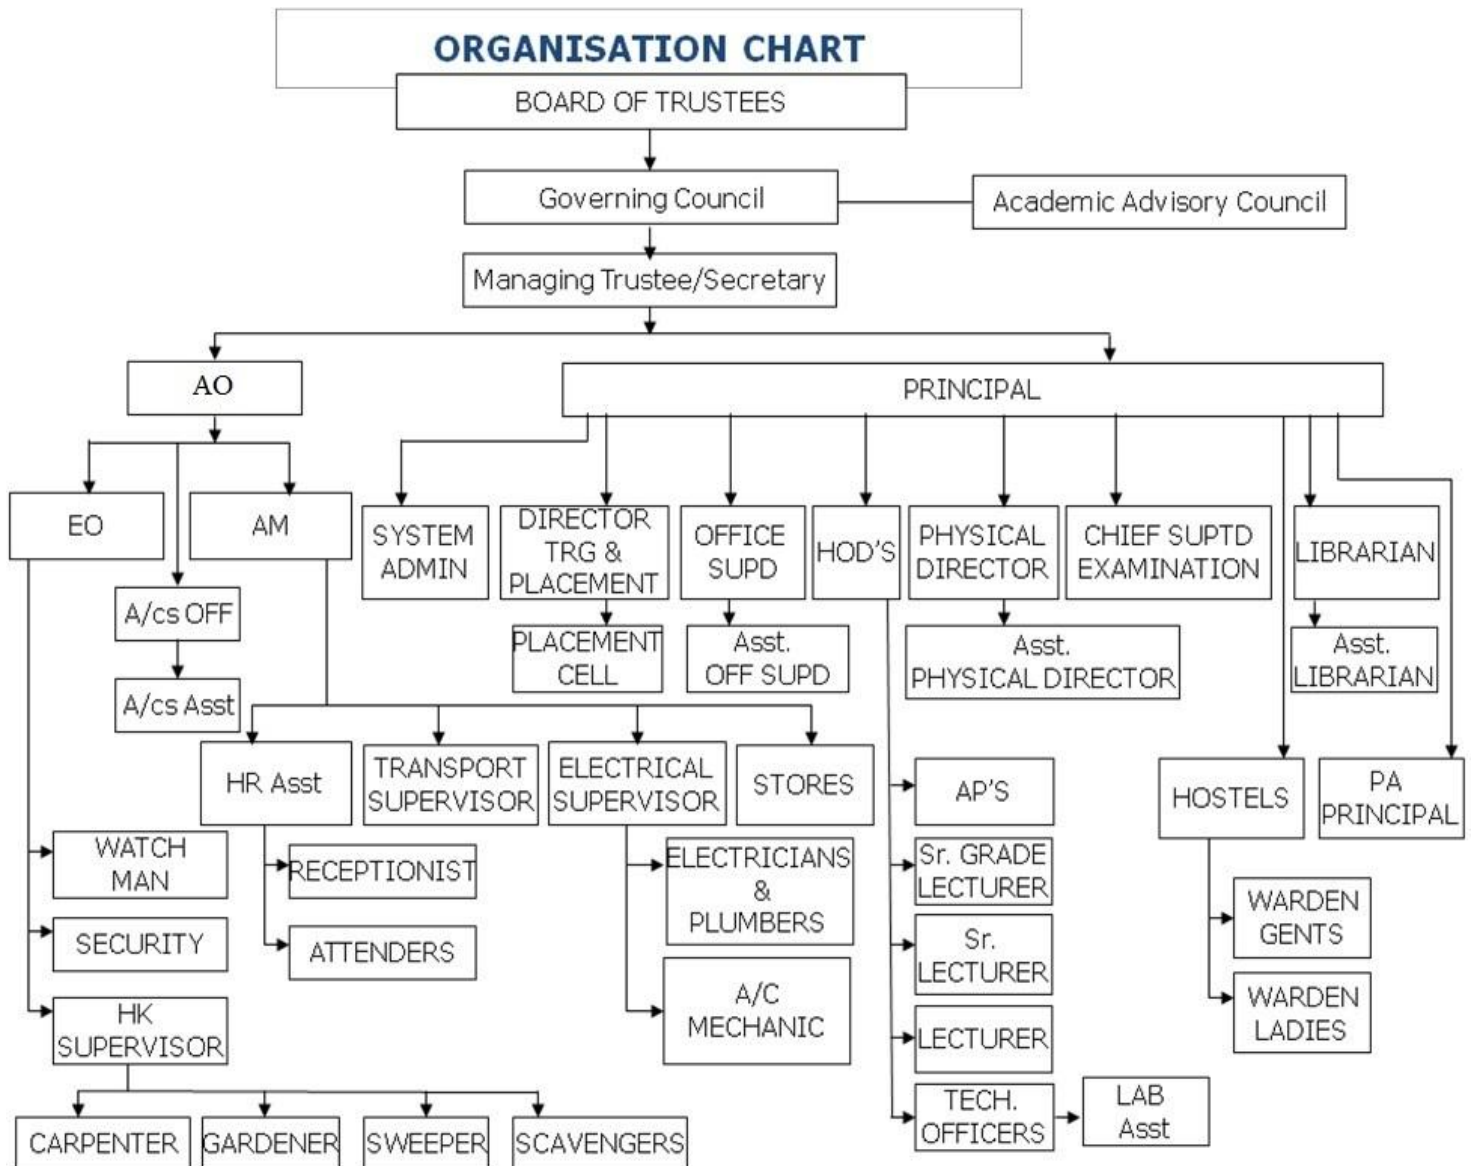 ORGANISATION CHART
BOARD OF TRUSTEES
Governing Council
Academic Advisory Council
Managing Trustee/Secretary
AO
PRINCIPAL
EO
AM
SYSTEM
ADMIN
DIRECTOR
TRG &
PLACEMENT
OFFICE
SUPD
HOD'S
PHYSICAL
DIRECTOR
CHIEF SUPTD
EXAMINATION
LIBRARIAN
A/cs OFF
PLACEMENT
CELL
Asst.
OFF SUPD
Asst.
PHYSICAL DIRECTOR
Asst.
LIBRARIAN
A/cs Asst
HR Asst
TRANSPORT
SUPERVISOR
ELECTRICAL
SUPERVISOR
STORES
AP'S
HOSTELS
PA
PRINCIPAL
WATCH
MAN
RECEPTIONIST
ELECTRICIANS
&
PLUMBERS
Sr. GRADE
LECTURER
WARDEN
GENTS
SECURITY
ATTENDERS
Sr.
LECTURER
HK
SUPERVISOR
A/C
MECHANIC
LECTURER
WARDEN
LADIES
TECH.
OFFICERS
LAB
Asst
CARPENTER
GARDENER
SWEEPER
SCAVENGERS